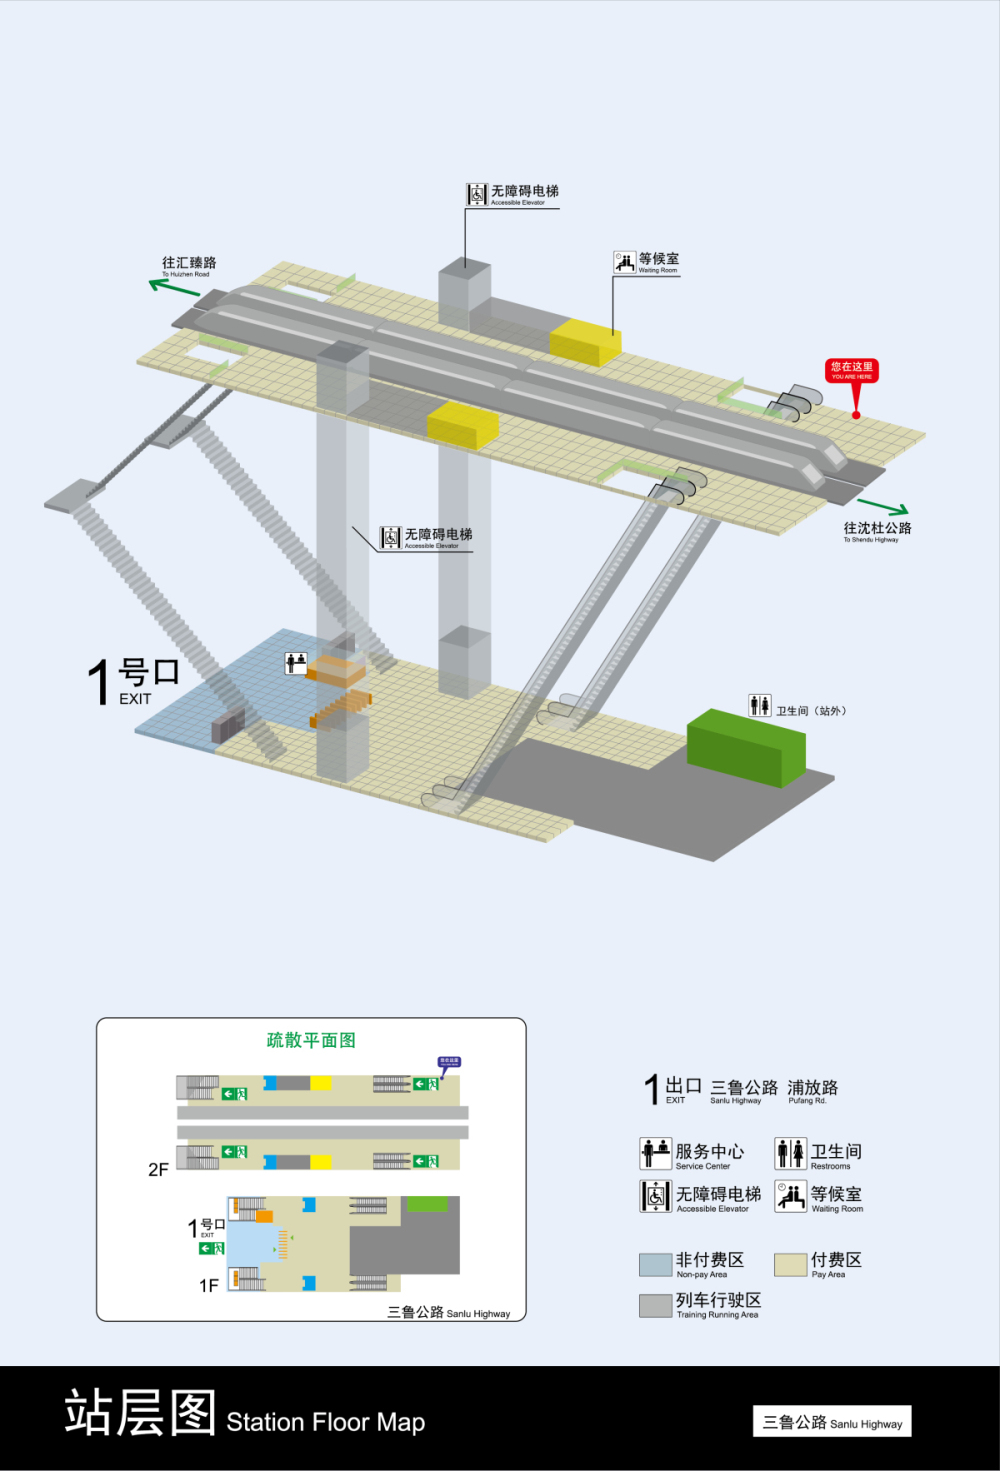 无障碍电梯
Accessible Elevator
等候室
Waiting Room
往汇臻路
To Huizhen Road
您在这里
YOU ARE HERE
往沈杜公路
To Shendu Highway
无障碍电梯
Accessible Elevator
1号口
EXIT
卫生间（站外）
疏散平面图
您在这里
2F
1号口
EXIT
1F
三鲁公路 Sanlu Highway
1出口 三鲁公路 浦放路
EXIT Sanlu Highway Pufang Rd.
服务中心 卫生间
Service Center Restrooms
无障碍电梯 等候室
Accessible Elevator Waiting Room
非付费区 付费区
Non-pay Area Pay Area
列车行驶区
Training Running Area
站层图 Station Floor Map
三鲁公路 Sanlu Highway